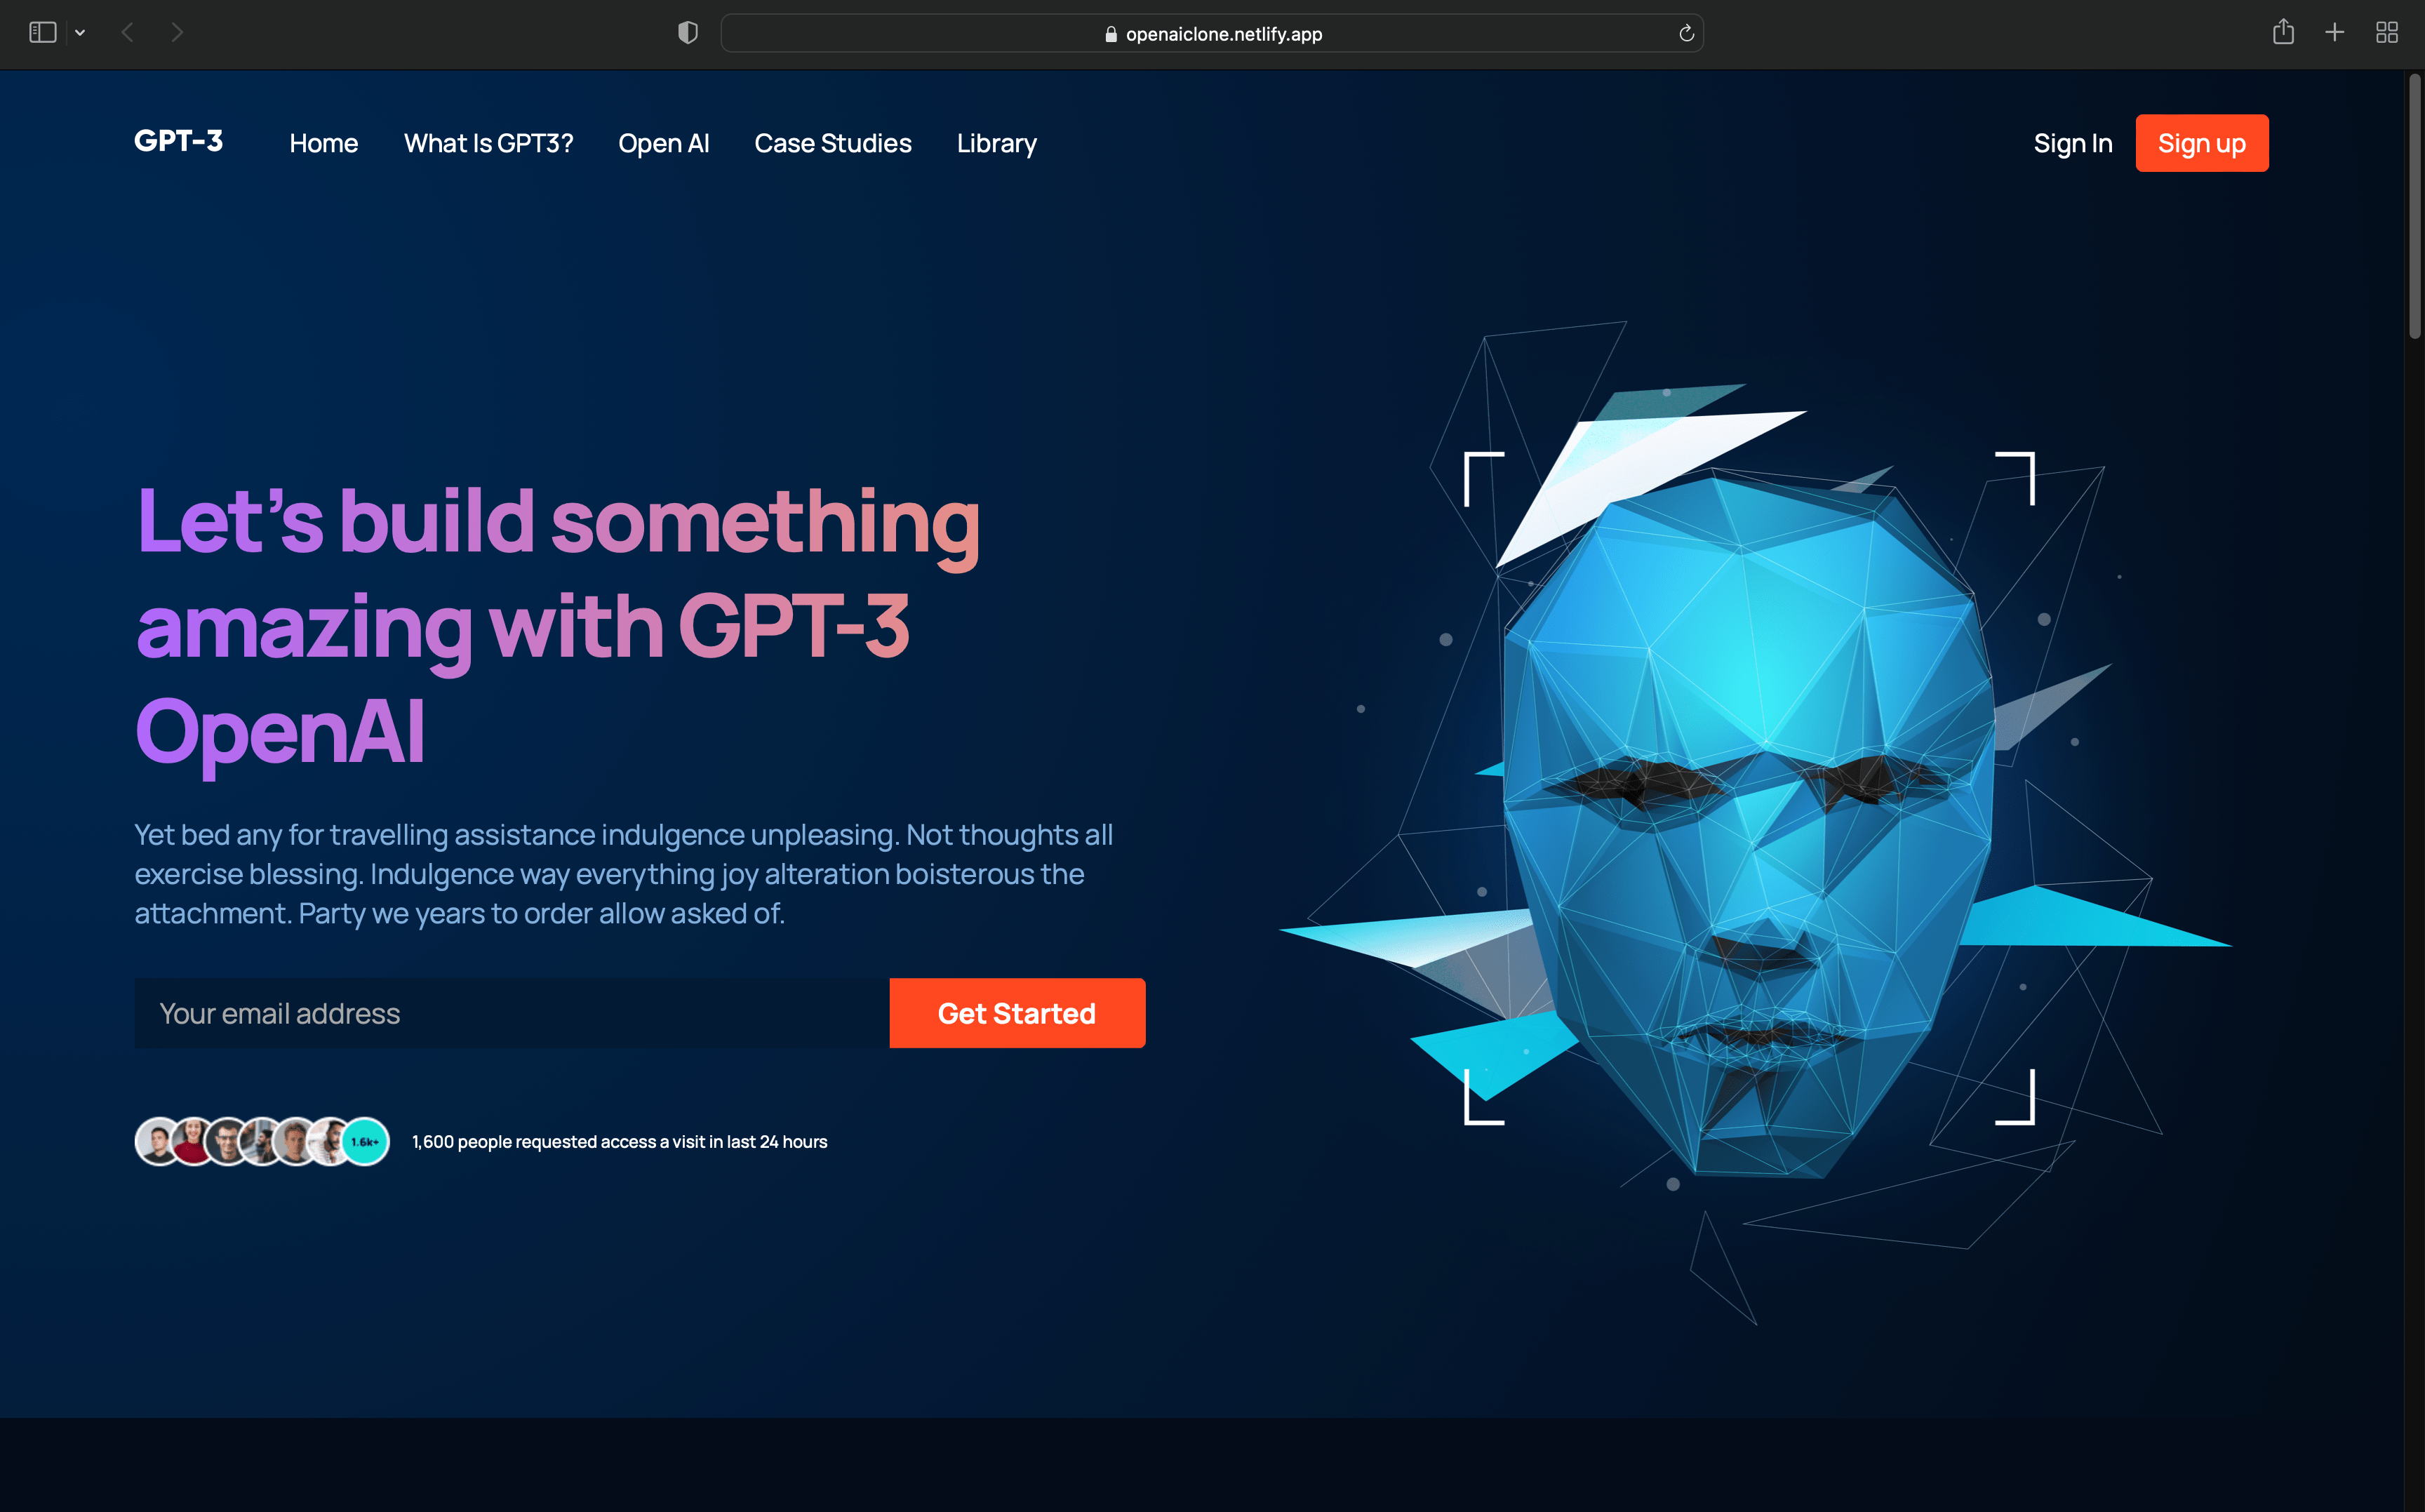 openaiclone.netlify.app
GPT-3 Home What Is GPT3? Open AI Case Studies Library Sign In Sign up
Let’s build something
amazing with GPT-3
OpenAI
Yet bed any for travelling assistance indulgence unpleasing. Not thoughts all
exercise blessing. Indulgence way everything joy alteration boisterous the
attachment. Party we years to order allow asked of.
Your email address Get Started
1.6k+ 1,600 people requested access a visit in last 24 hours